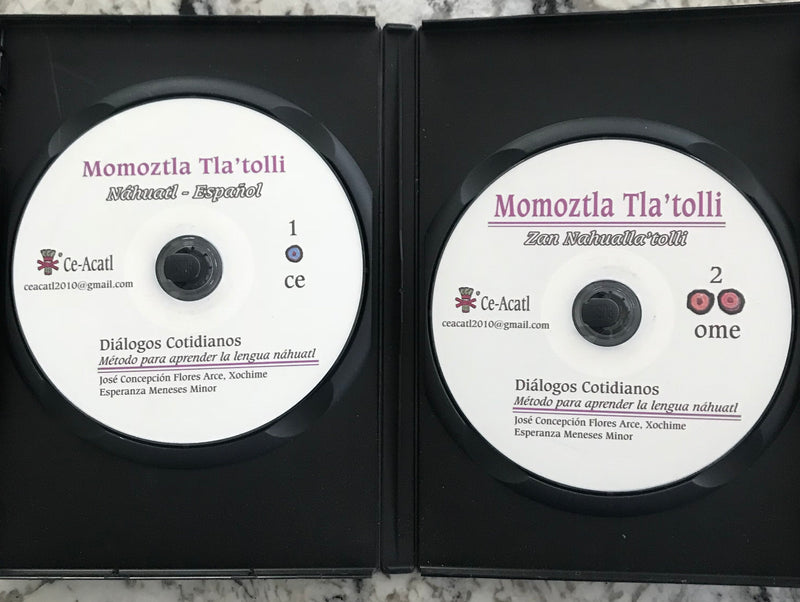 Momoztla Tla'tolli
Náhuatl - Español
1
ce
Ce-Acatl
ceacatl2010@gmail.com
Diálogos Cotidianos
Método para aprender la lengua náhuatl
José Concepción Flores Arce, Xochime
Esperanza Meneses Minor
Momoztla Tla'tolli
Zan Nahualla'tolli
2
ome
Ce-Acatl
ceacatl2010@gmail.com
Diálogos Cotidianos
Método para aprender la lengua náhuatl
José Concepción Flores Arce, Xochime
Esperanza Meneses Minor